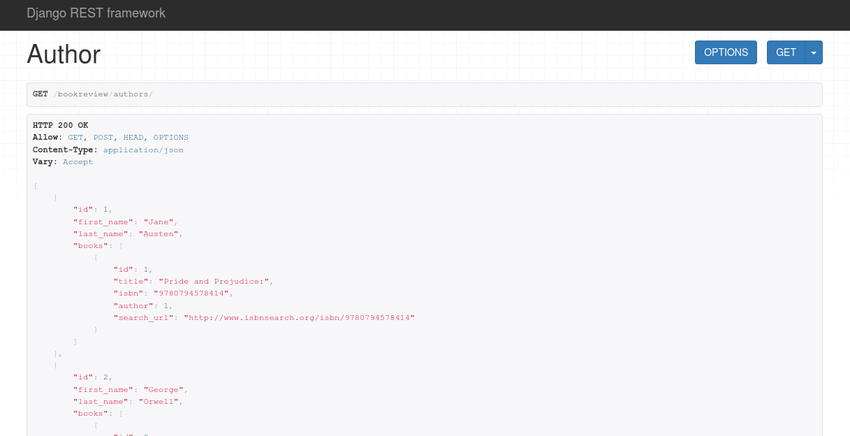 Django REST framework
Author
OPTIONS
GET
GET /bookreview/authors/
HTTP 200 OK
Allow: GET, POST, HEAD, OPTIONS
Content-Type: application/json
Vary: Accept
[
{
"id": 1,
"first_name": "Jane",
"last_name": "Austen",
"books": [
{
"id": 1,
"title": "Pride and Prejudice:",
"isbn": "9780794578414",
"author": 1,
"search_url": "http://www.isbnsearch.org/isbn/9780794578414"
}
]
},
{
"id": 2,
"first_name": "George",
"last_name": "Orwell",
"books": [
{